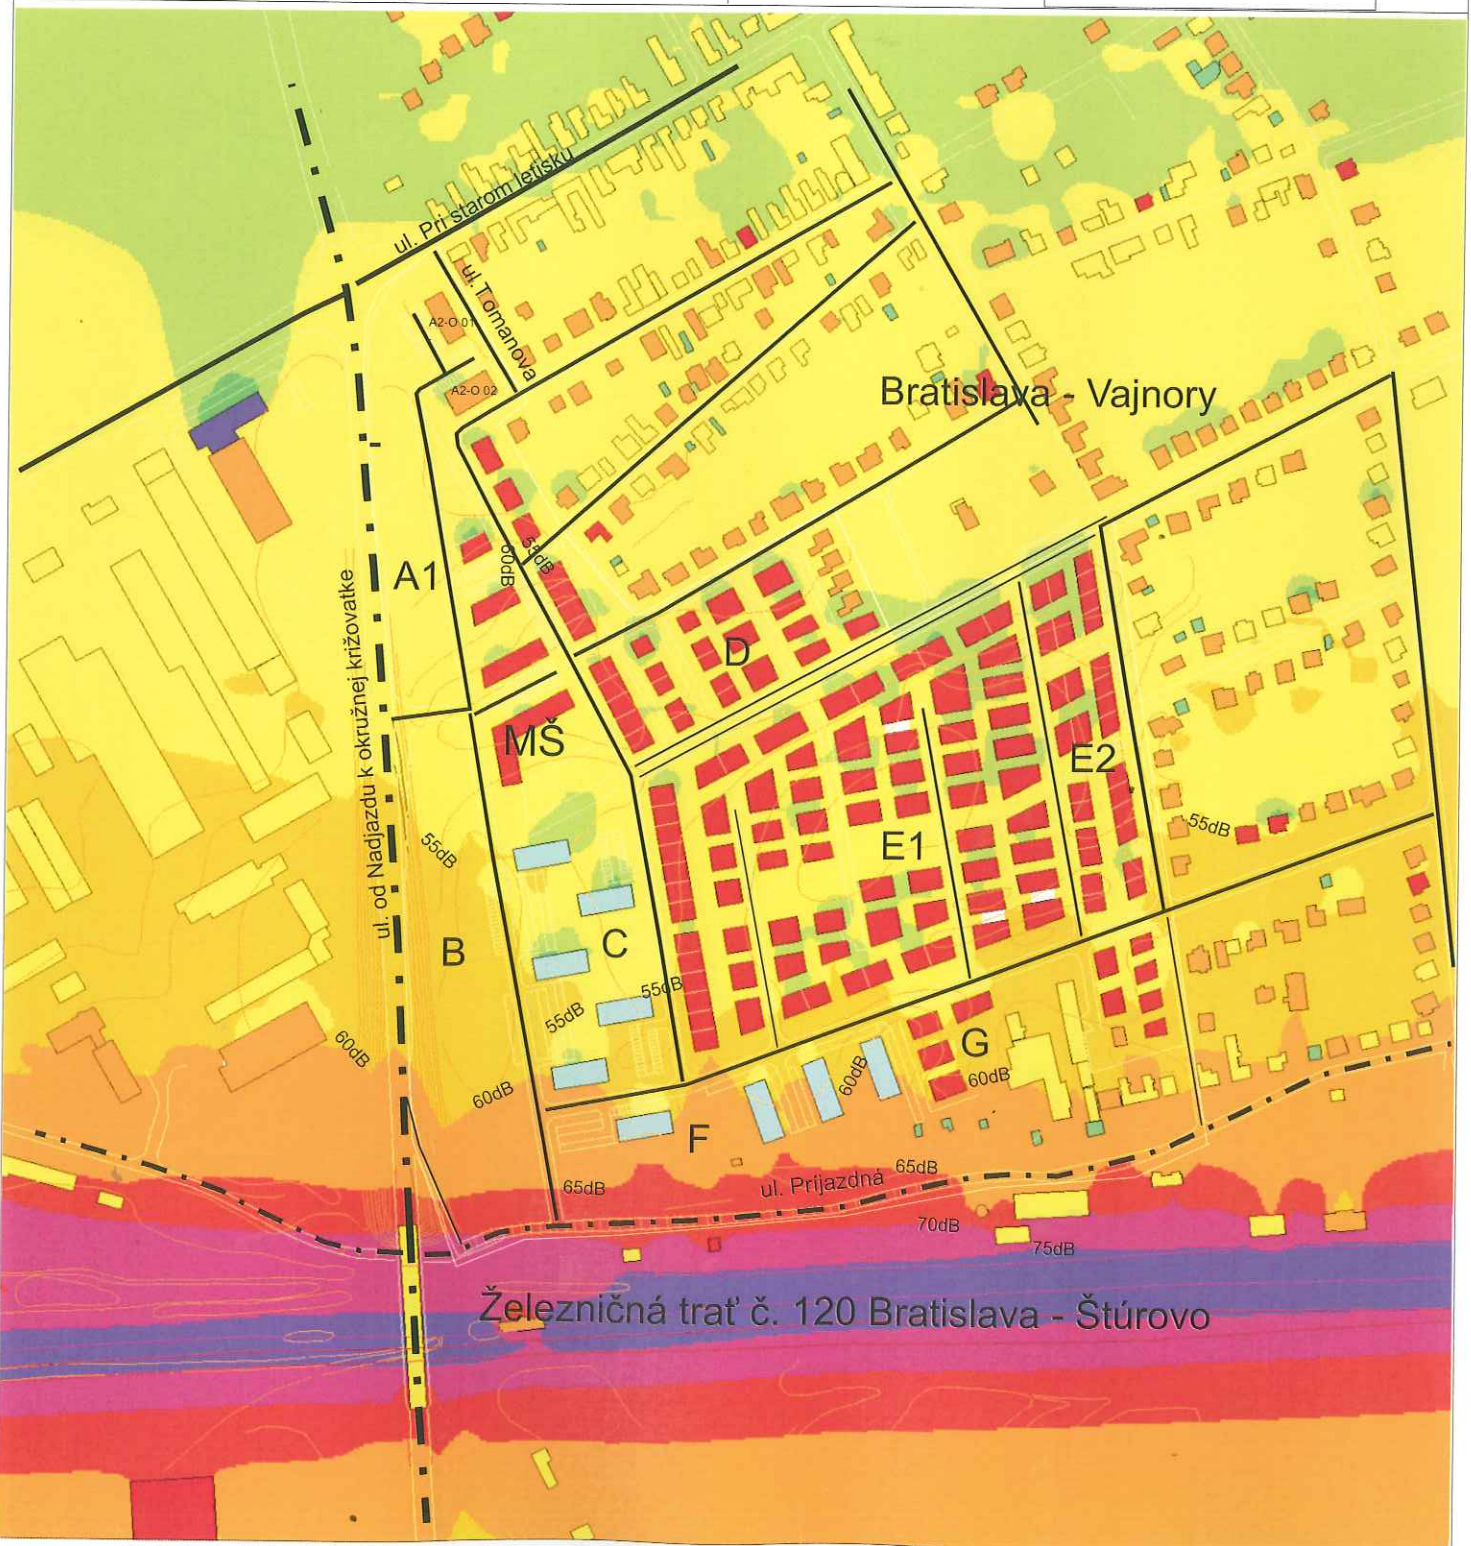 ul. Pri starom letisku
ul. Tomanova
A2-O 01
A2-O 02
Bratislava - Vajnory
55dB
60dB
A1
ul. od Nadjazdu k okružnej križovatke
D
MŠ
E2
55dB
55dB
E1
B
C
55dB
55dB
60dB
G
60dB
60dB
60dB
F
65dB
65dB
ul. Príjazdná
70dB
75dB
Železničná trať č. 120 Bratislava - Štúrovo